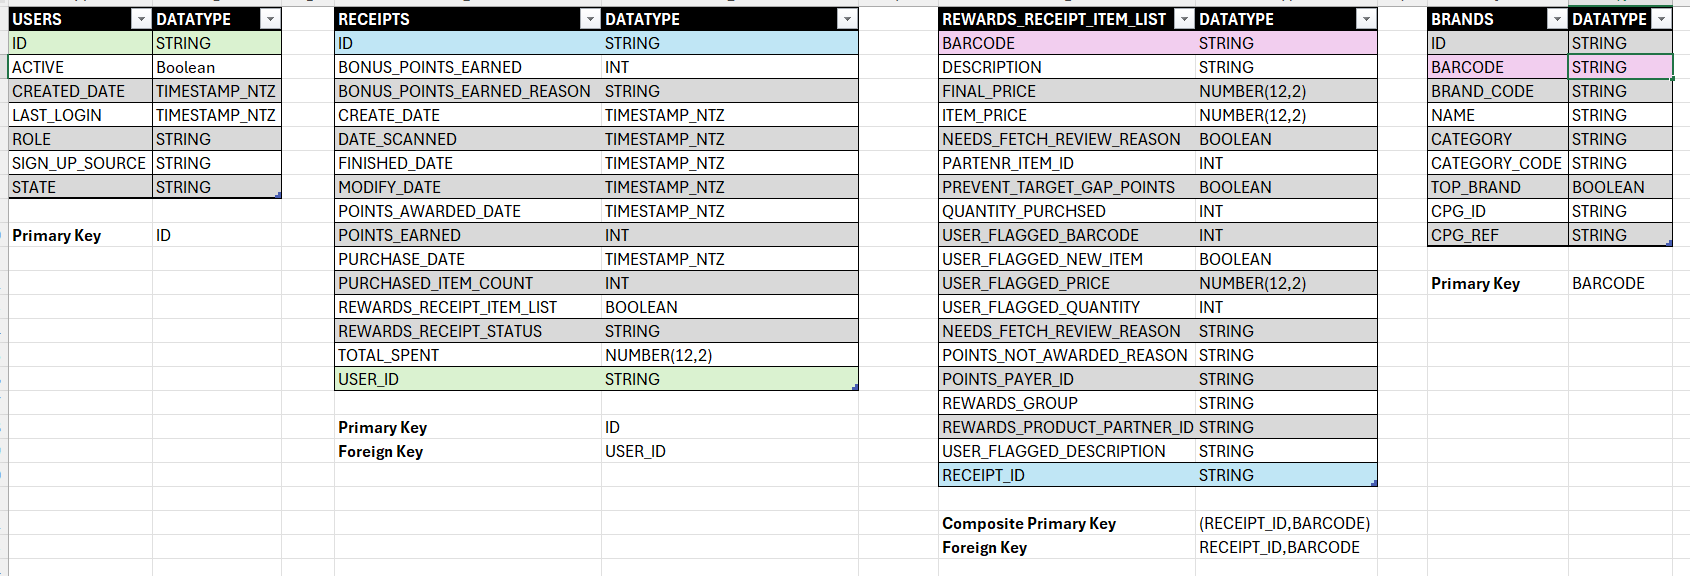 USERS DATATYPE
ID STRING
ACTIVE Boolean
CREATED_DATE TIMESTAMP_NTZ
LAST_LOGIN TIMESTAMP_NTZ
ROLE STRING
SIGN_UP_SOURCE STRING
STATE STRING
Primary Key ID
RECEIPTS DATATYPE
ID STRING
BONUS_POINTS_EARNED INT
BONUS_POINTS_EARNED_REASON STRING
CREATE_DATE TIMESTAMP_NTZ
DATE_SCANNED TIMESTAMP_NTZ
FINISHED_DATE TIMESTAMP_NTZ
MODIFY_DATE TIMESTAMP_NTZ
POINTS_AWARDED_DATE TIMESTAMP_NTZ
POINTS_EARNED INT
PURCHASE_DATE TIMESTAMP_NTZ
PURCHASED_ITEM_COUNT INT
REWARDS_RECEIPT_ITEM_LIST BOOLEAN
REWARDS_RECEIPT_STATUS STRING
TOTAL_SPENT NUMBER(12,2)
USER_ID STRING
Primary Key ID
Foreign Key USER_ID
REWARDS_RECEIPT_ITEM_LIST DATATYPE
BARCODE STRING
DESCRIPTION STRING
FINAL_PRICE NUMBER(12,2)
ITEM_PRICE NUMBER(12,2)
NEEDS_FETCH_REVIEW_REASON BOOLEAN
PARTENR_ITEM_ID INT
PREVENT_TARGET_GAP_POINTS BOOLEAN
QUANTITY_PURCHSED INT
USER_FLAGGED_BARCODE INT
USER_FLAGGED_NEW_ITEM BOOLEAN
USER_FLAGGED_PRICE NUMBER(12,2)
USER_FLAGGED_QUANTITY INT
NEEDS_FETCH_REVIEW_REASON STRING
POINTS_NOT_AWARDED_REASON STRING
POINTS_PAYER_ID STRING
REWARDS_GROUP STRING
REWARDS_PRODUCT_PARTNER_ID STRING
USER_FLAGGED_DESCRIPTION STRING
RECEIPT_ID STRING
Composite Primary Key (RECEIPT_ID,BARCODE)
Foreign Key RECEIPT_ID,BARCODE
BRANDS DATATYPE
ID STRING
BARCODE STRING
BRAND_CODE STRING
NAME STRING
CATEGORY STRING
CATEGORY_CODE STRING
TOP_BRAND BOOLEAN
CPG_ID STRING
CPG_REF STRING
Primary Key BARCODE